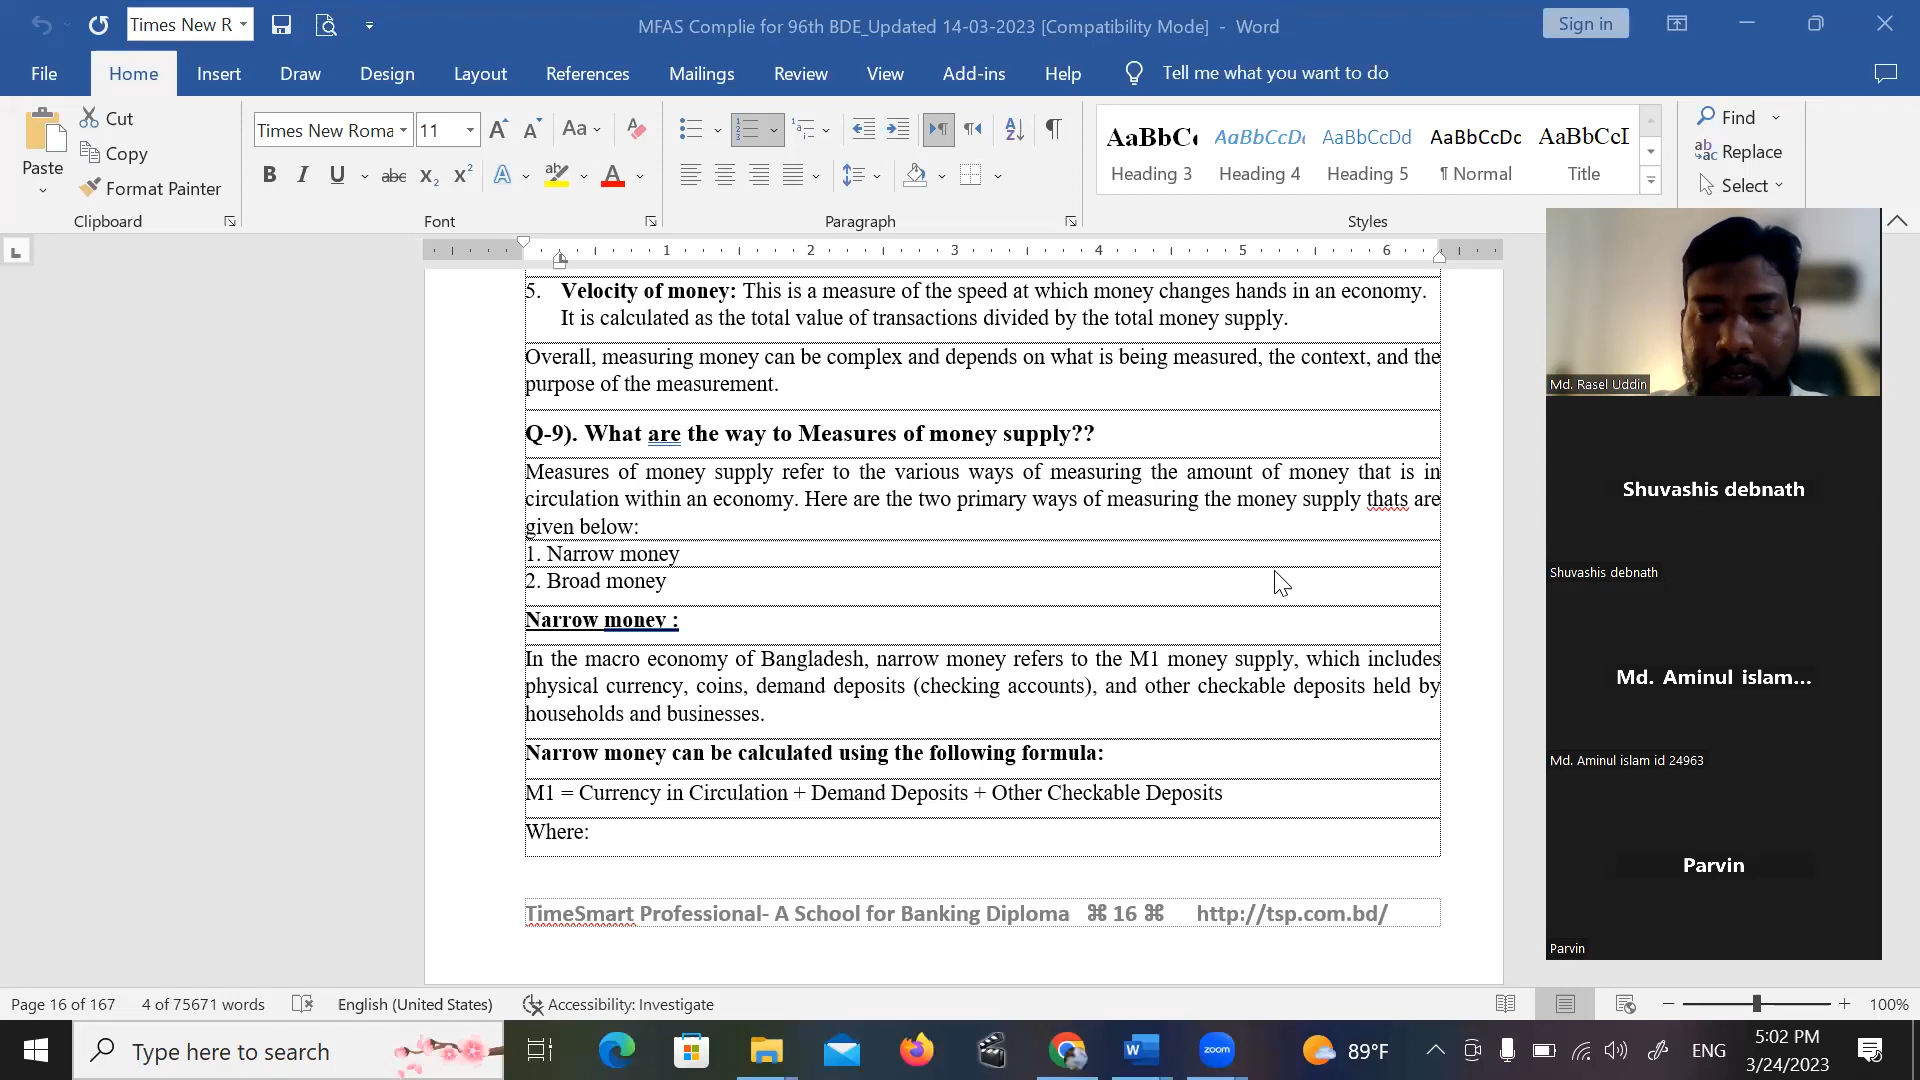 Times New R
MFAS Complie for 96th BDE_Updated 14-03-2023 [Compatibility Mode] - Word
Sign in
File Home Insert Draw Design Layout References Mailings Review View Add-ins Help Tell me what you want to do
Paste
Cut
Copy
Format Painter
Clipboard
Times New Roma 11
Font
Paragraph
AaBbC AaBbCcDc AaBbCcDd AaBbCcDc AaBbCcI
Heading 3 Heading 4 Heading 5 ¶ Normal Title
Styles
Find
Replace
Select
1 2 3 4 5 6
5. Velocity of money: This is a measure of the speed at which money changes hands in an economy.
It is calculated as the total value of transactions divided by the total money supply.
Overall, measuring money can be complex and depends on what is being measured, the context, and the
purpose of the measurement.
Q-9). What are the way to Measures of money supply??
Measures of money supply refer to the various ways of measuring the amount of money that is in
circulation within an economy. Here are the two primary ways of measuring the money supply thats are
given below:
1. Narrow money
2. Broad money
Narrow money :
In the macro economy of Bangladesh, narrow money refers to the M1 money supply, which includes
physical currency, coins, demand deposits (checking accounts), and other checkable deposits held by
households and businesses.
Narrow money can be calculated using the following formula:
M1 = Currency in Circulation + Demand Deposits + Other Checkable Deposits
Where:
TimeSmart Professional- A School for Banking Diploma ⌘ 16 ⌘ http://tsp.com.bd/
Md. Rasel Uddin
Shuvashis debnath
Shuvashis debnath
Md. Aminul islam...
Md. Aminul islam id 24963
Parvin
Parvin
Page 16 of 167 4 of 75671 words English (United States) Accessibility: Investigate 100%
Type here to search
zoom
89°F
ENG
5:02 PM
3/24/2023